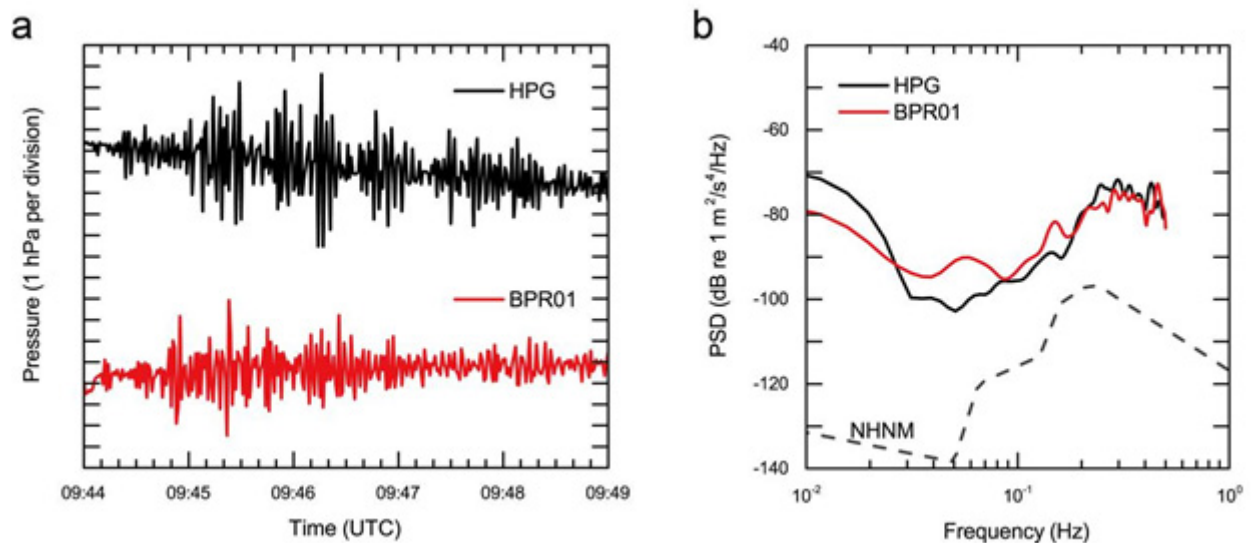 a
HPG
BPR01
Pressure (1 hPa per division)
09:44 09:45 09:46 09:47 09:48 09:49
Time (UTC)
b
-40
-60
-80
-100
-120
-140
HPG
BPR01
NHNM
PSD (dB re 1 m²/s⁴/Hz)
10⁻² 10⁻¹ 10⁰
Frequency (Hz)